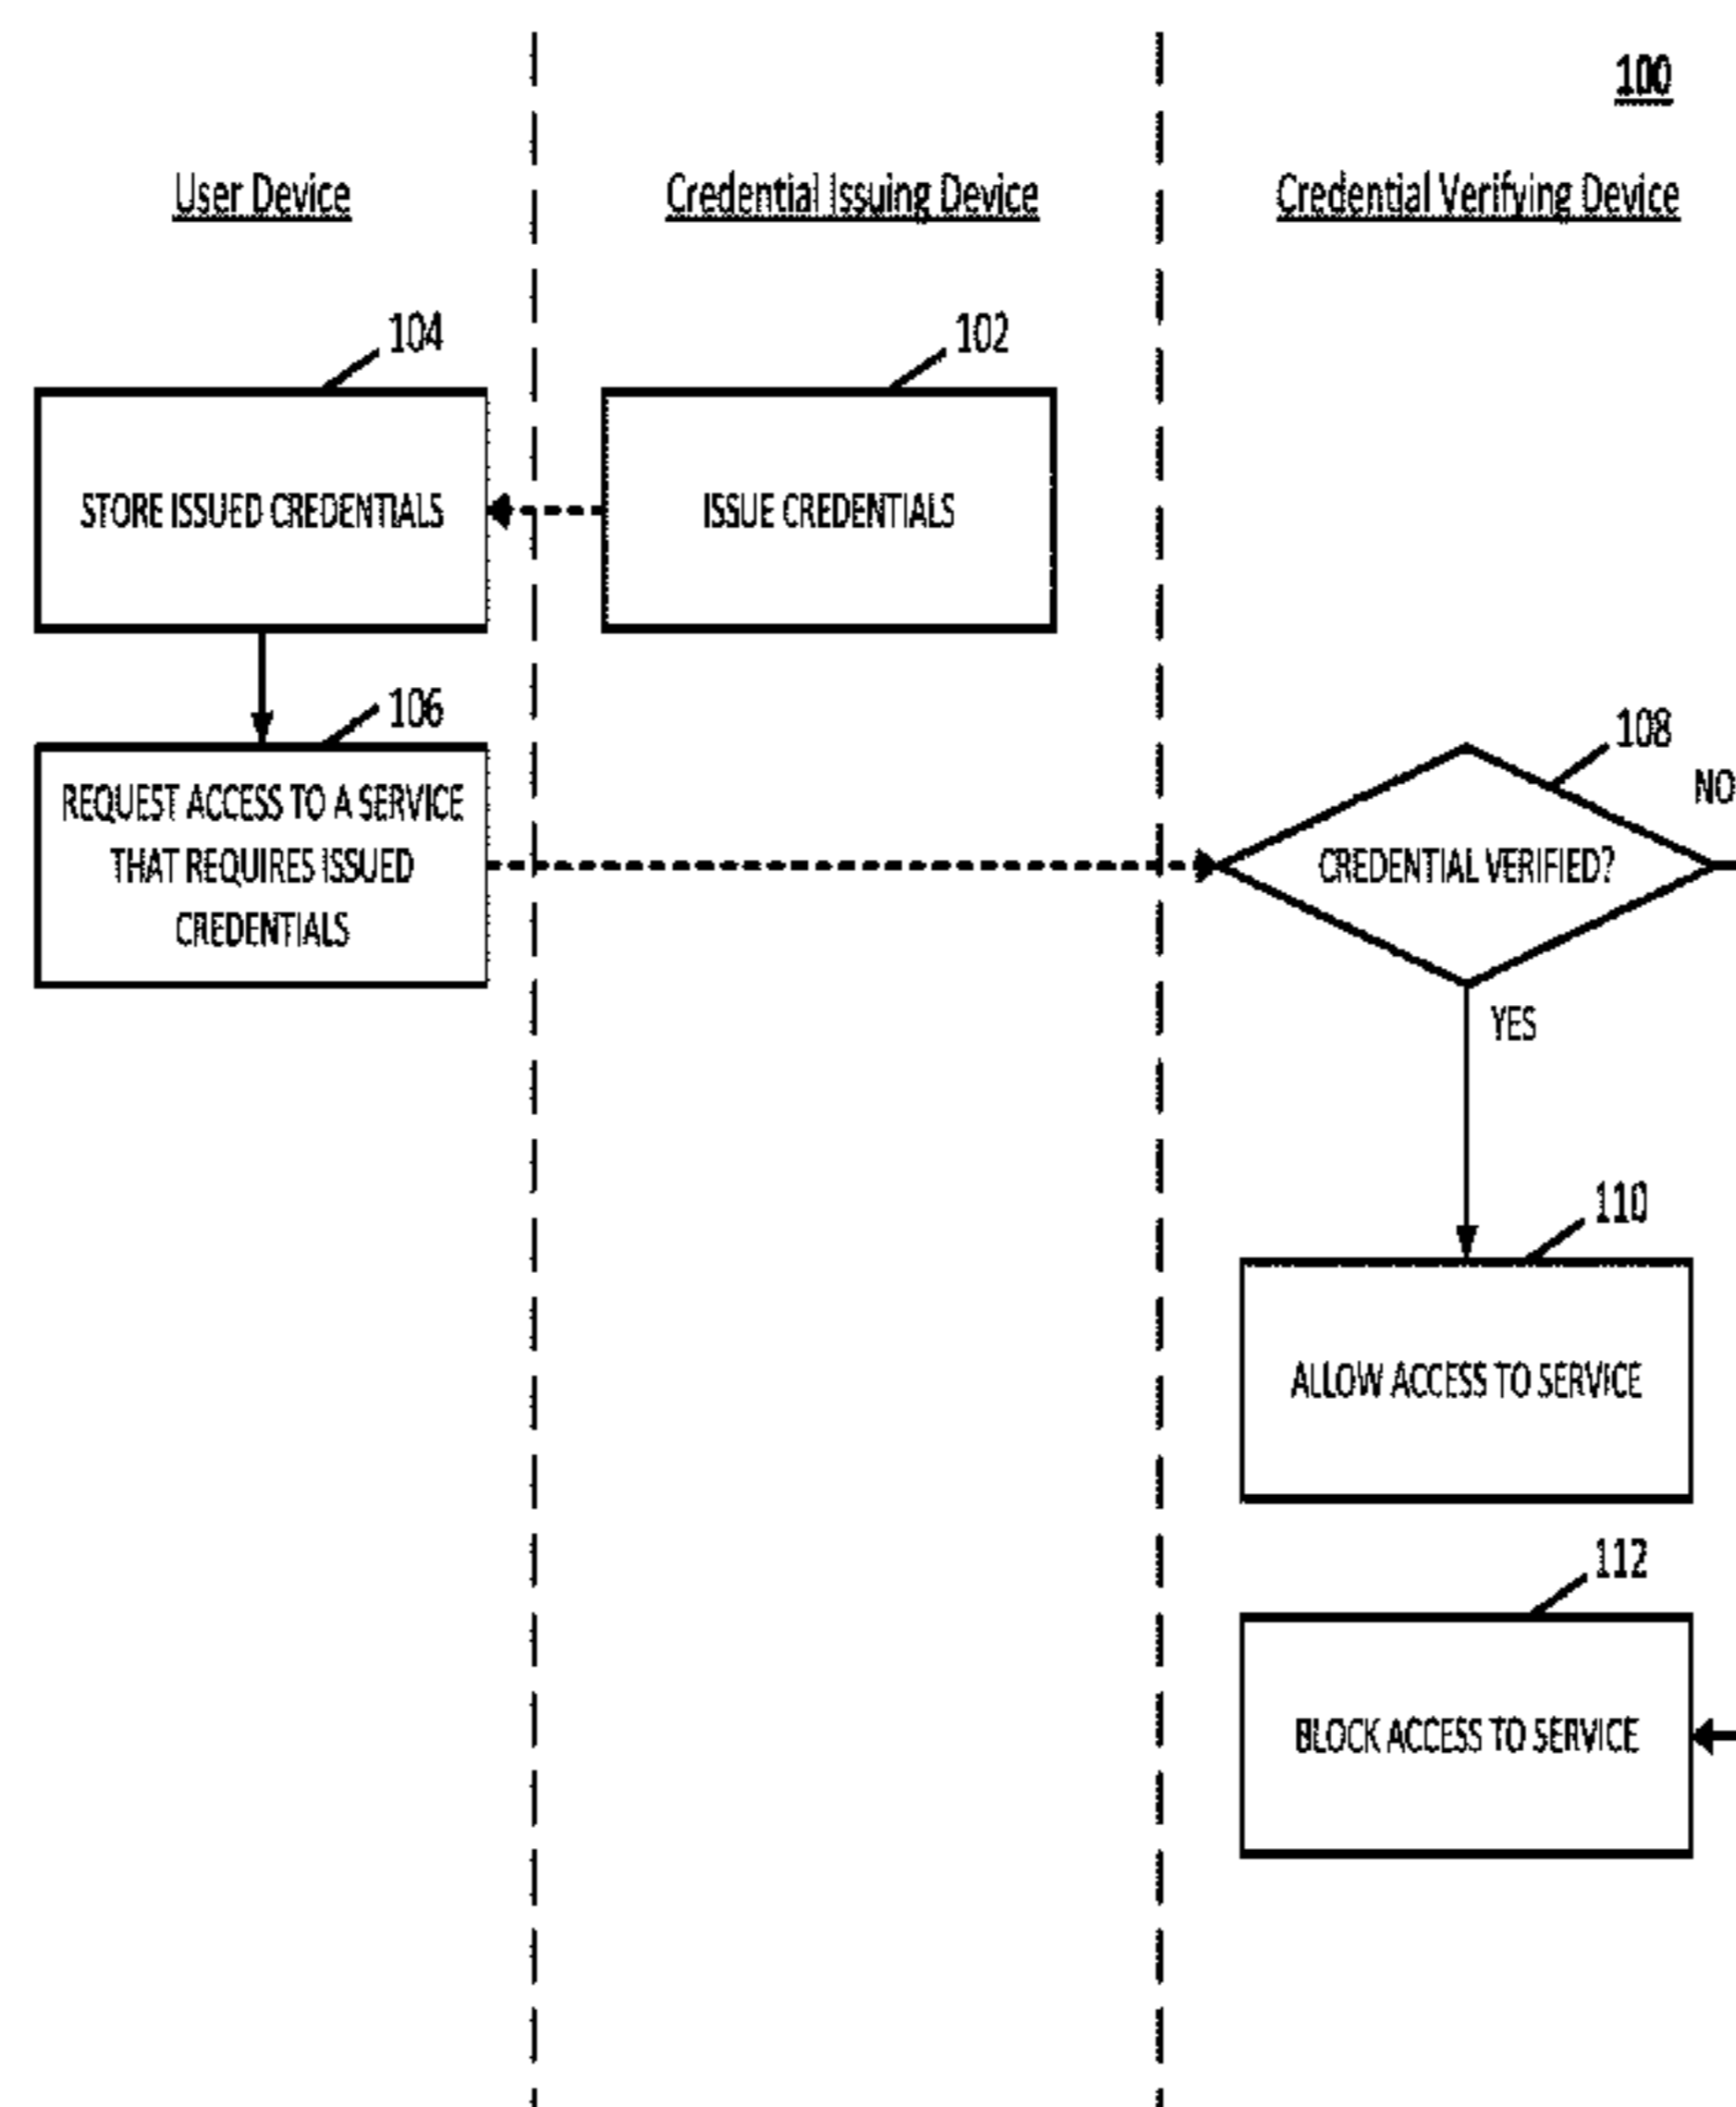 100
User Device
Credential Issuing Device
Credential Verifying Device
104
102
STORE ISSUED CREDENTIALS
ISSUE CREDENTIALS
106
108
NO
REQUEST ACCESS TO A SERVICE
THAT REQUIRES ISSUED
CREDENTIALS
CREDENTIAL VERIFIED?
YES
110
ALLOW ACCESS TO SERVICE
112
BLOCK ACCESS TO SERVICE